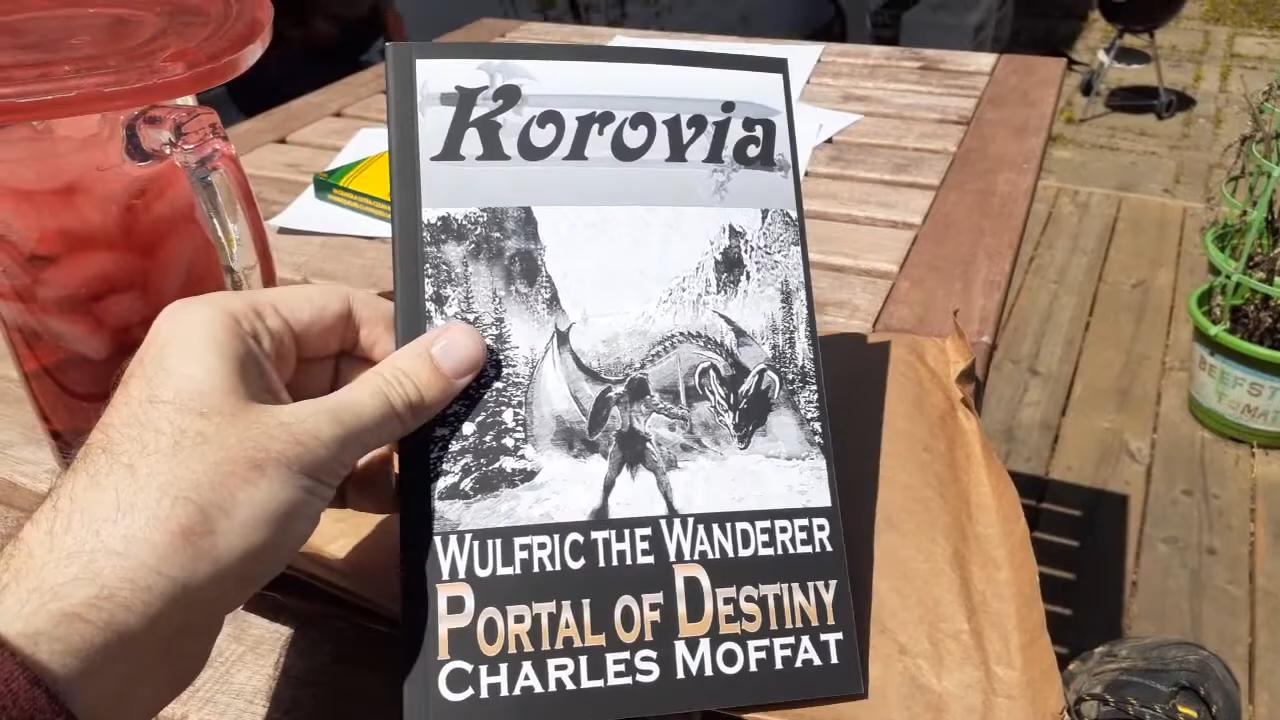 Korovia
WULFRIC THE WANDERER
PORTAL OF DESTINY
CHARLES MOFFAT